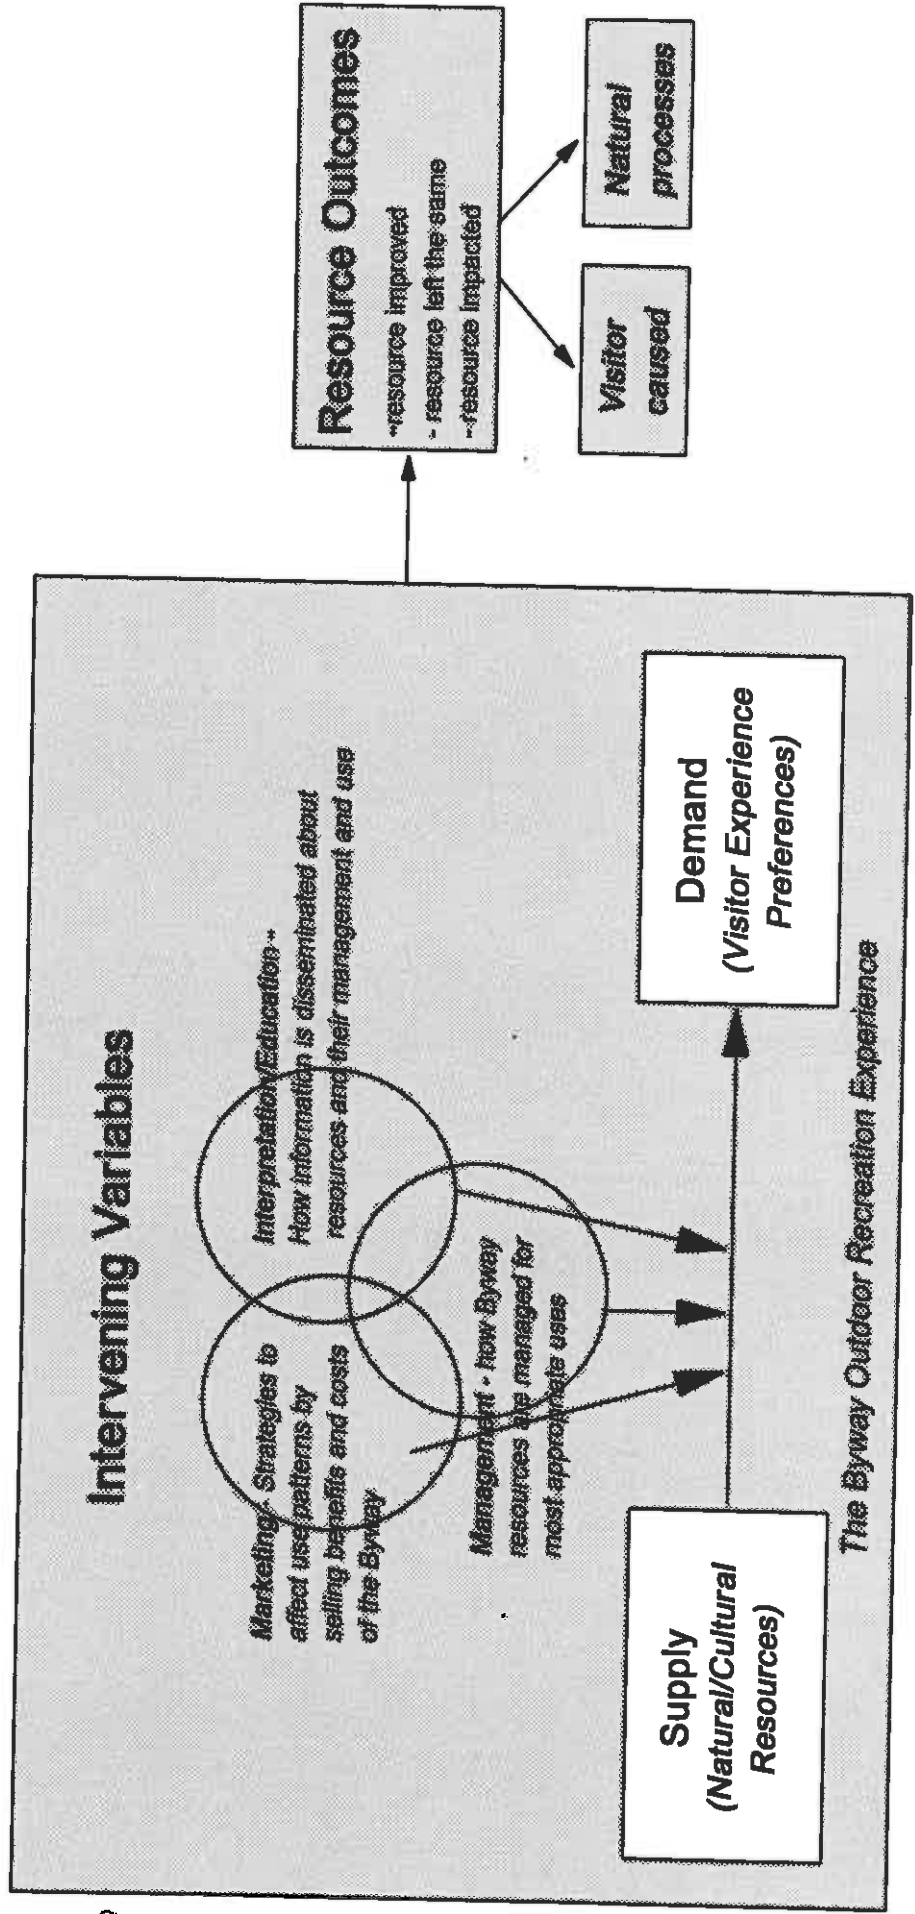 Intervening Variables
Marketing - Strategies to
affect use patterns by
selling benefits and costs
of the Byway
Interpretation/Education -
How information is disseminated about
resources and their management and use
Management - how Byway
resources are managed for
most appropriate uses
Supply
(Natural/Cultural
Resources)
Demand
(Visitor Experience
Preferences)
The Byway Outdoor Recreation Experience
Resource Outcomes
-resource improved
- resource left the same
- resource impacted
Visitor
caused
Natural
processes